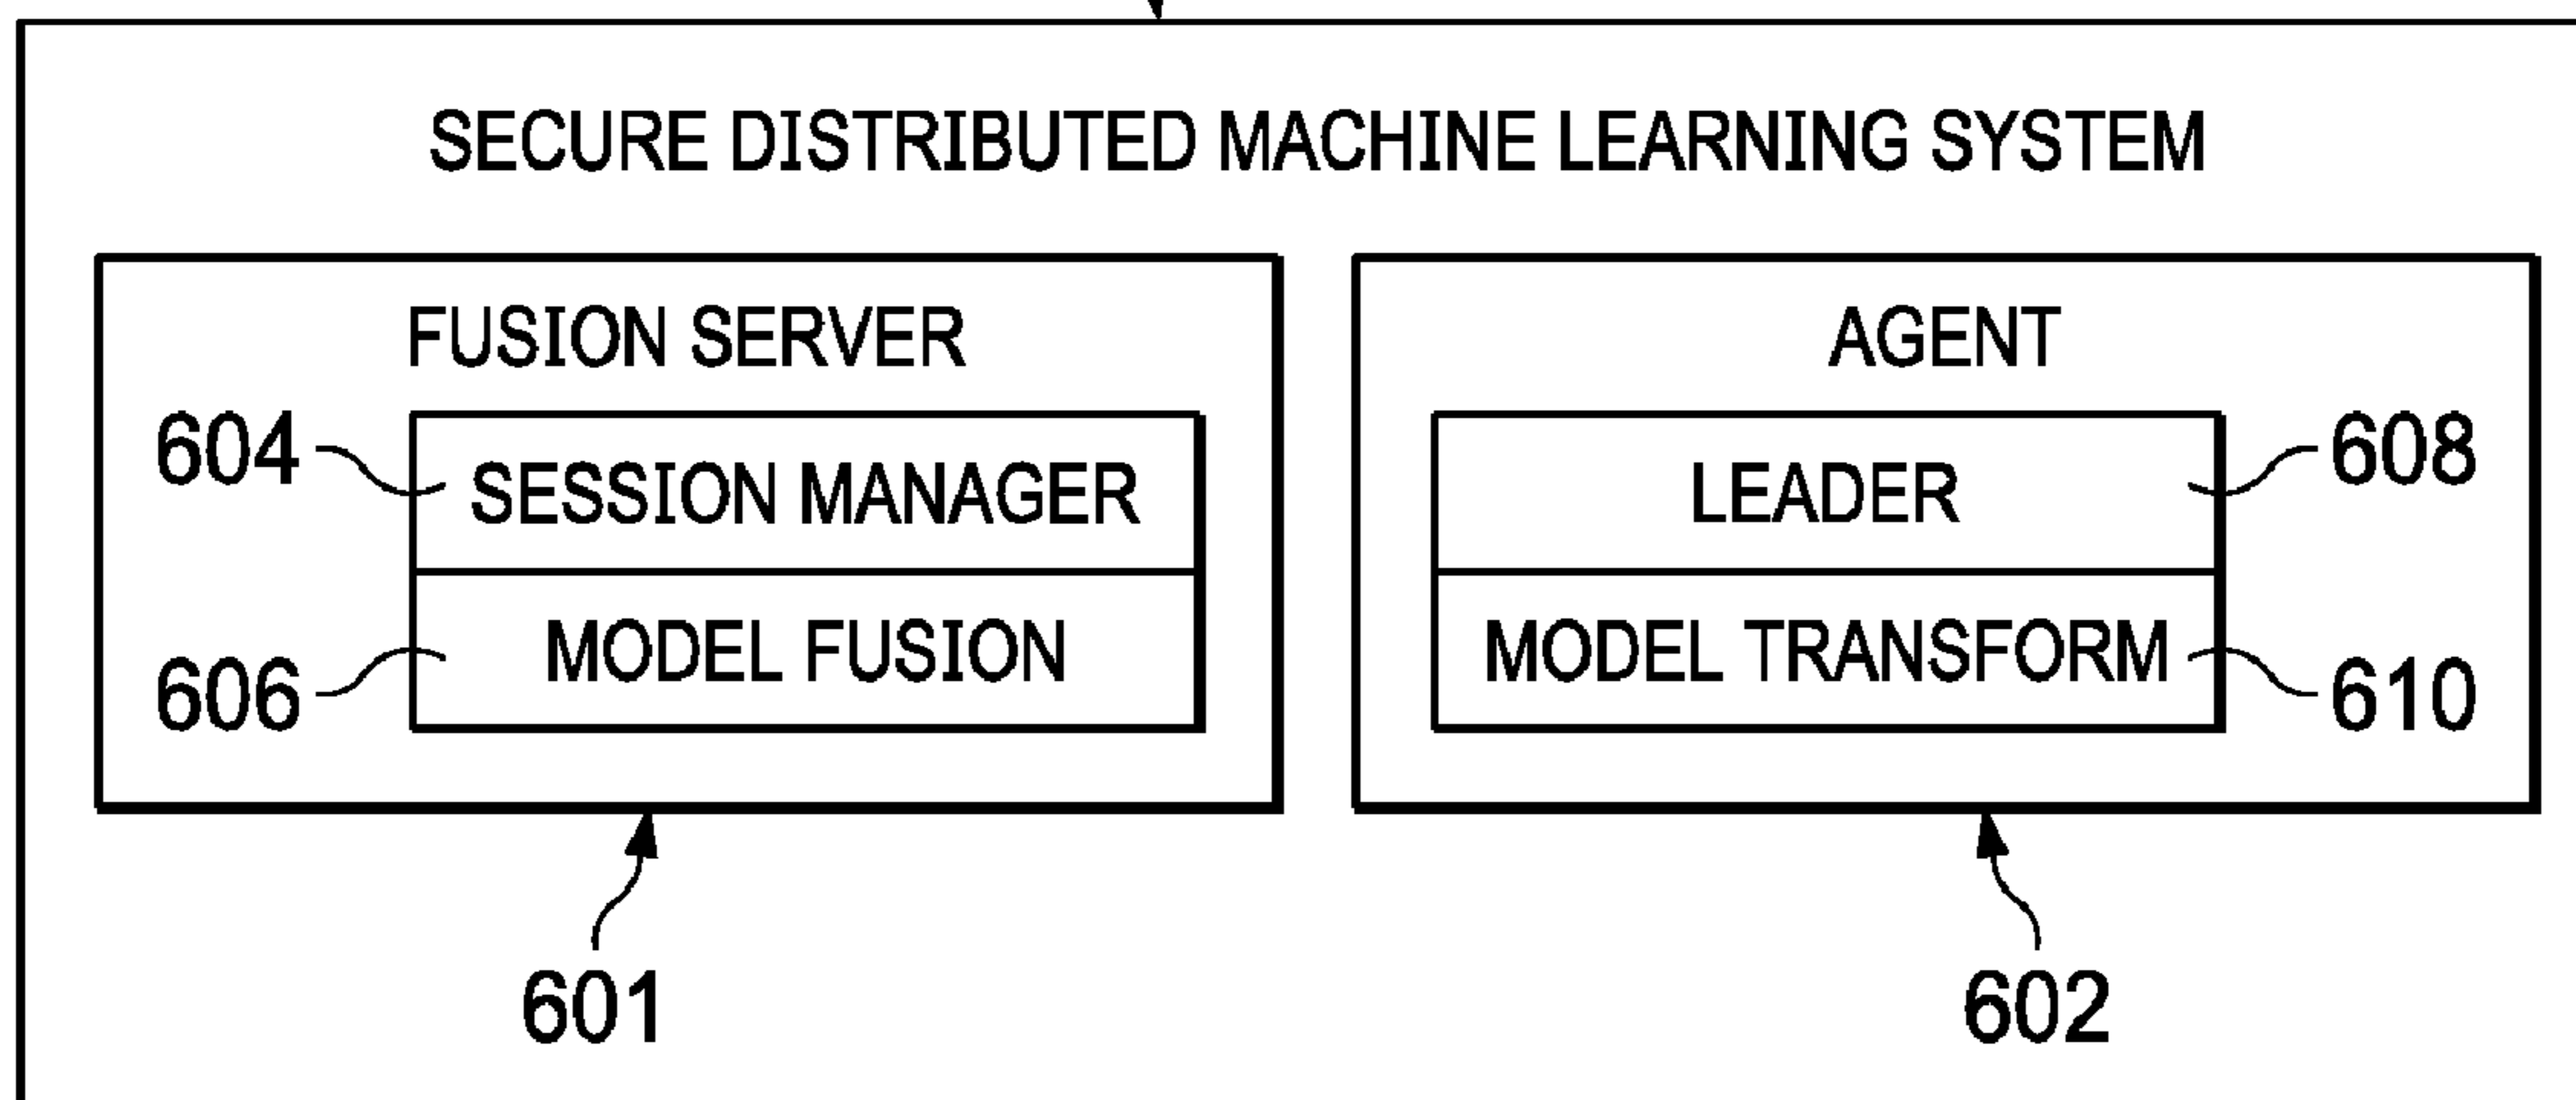 SECURE DISTRIBUTED MACHINE LEARNING SYSTEM
FUSION SERVER
604
SESSION MANAGER
606
MODEL FUSION
601
AGENT
LEADER
608
MODEL TRANSFORM
610
602